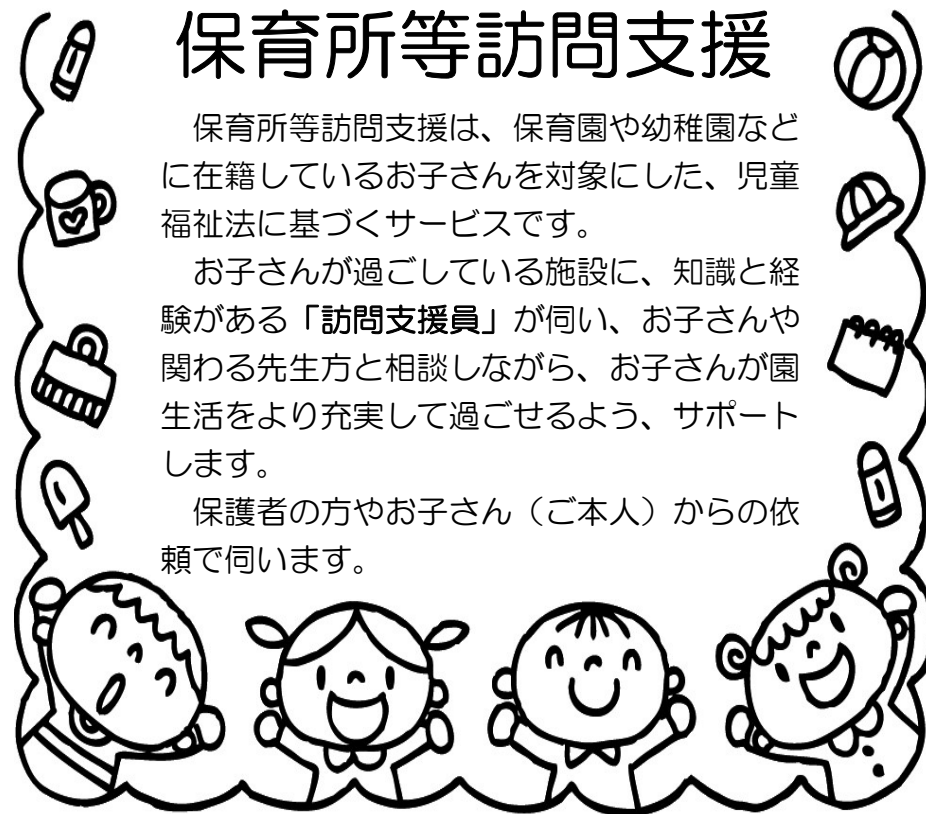 保育所等訪問支援
　保育所等訪問支援は、保育園や幼稚園など
に在籍しているお子さんを対象にした、児童
福祉法に基づくサービスです。
　お子さんが過ごしている施設に、知識と経
験がある「訪問支援員」が伺い、お子さんや
関わる先生方と相談しながら、お子さんが園
生活をより充実して過ごせるよう、サポート
します。
　保護者の方やお子さん（ご本人）からの依
頼で伺います。